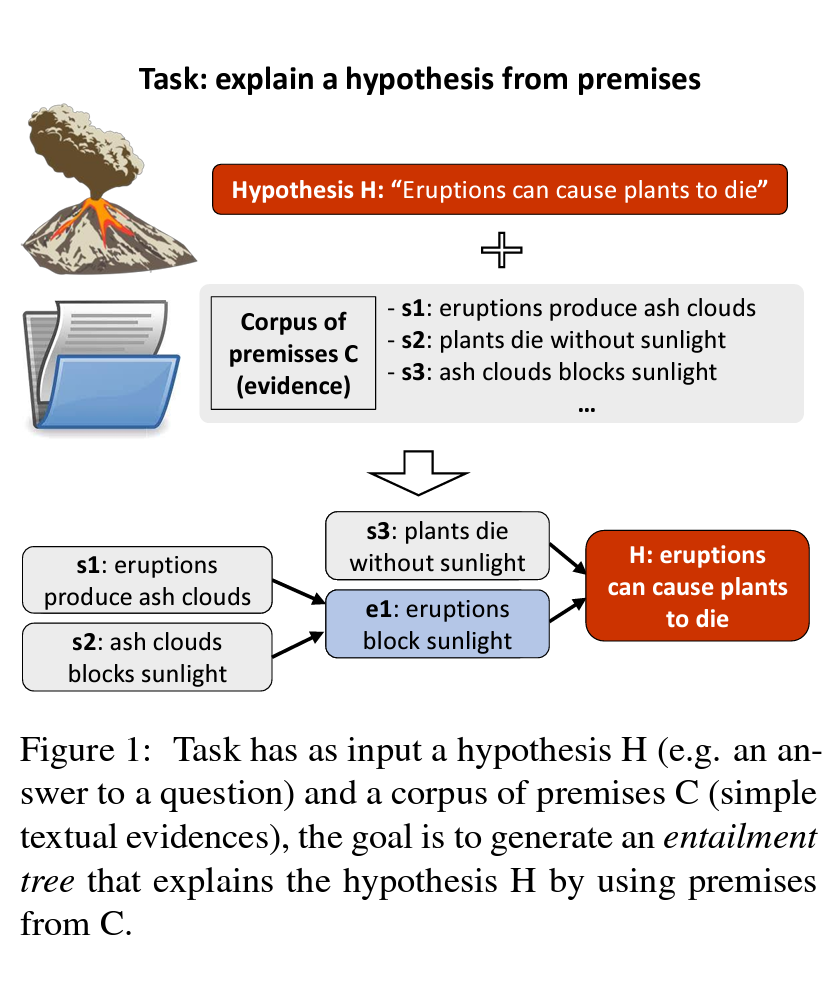 Task: explain a hypothesis from premises
Hypothesis H: “Eruptions can cause plants to die”
Corpus of
premisses C
(evidence)
- s1: eruptions produce ash clouds
- s2: plants die without sunlight
- s3: ash clouds blocks sunlight
...
s1: eruptions
produce ash clouds
s2: ash clouds
blocks sunlight
s3: plants die
without sunlight
e1: eruptions
block sunlight
H: eruptions
can cause plants
to die
Figure 1: Task has as input a hypothesis H (e.g. an an-
swer to a question) and a corpus of premises C (simple
textual evidences), the goal is to generate an entailment
tree that explains the hypothesis H by using premises
from C.